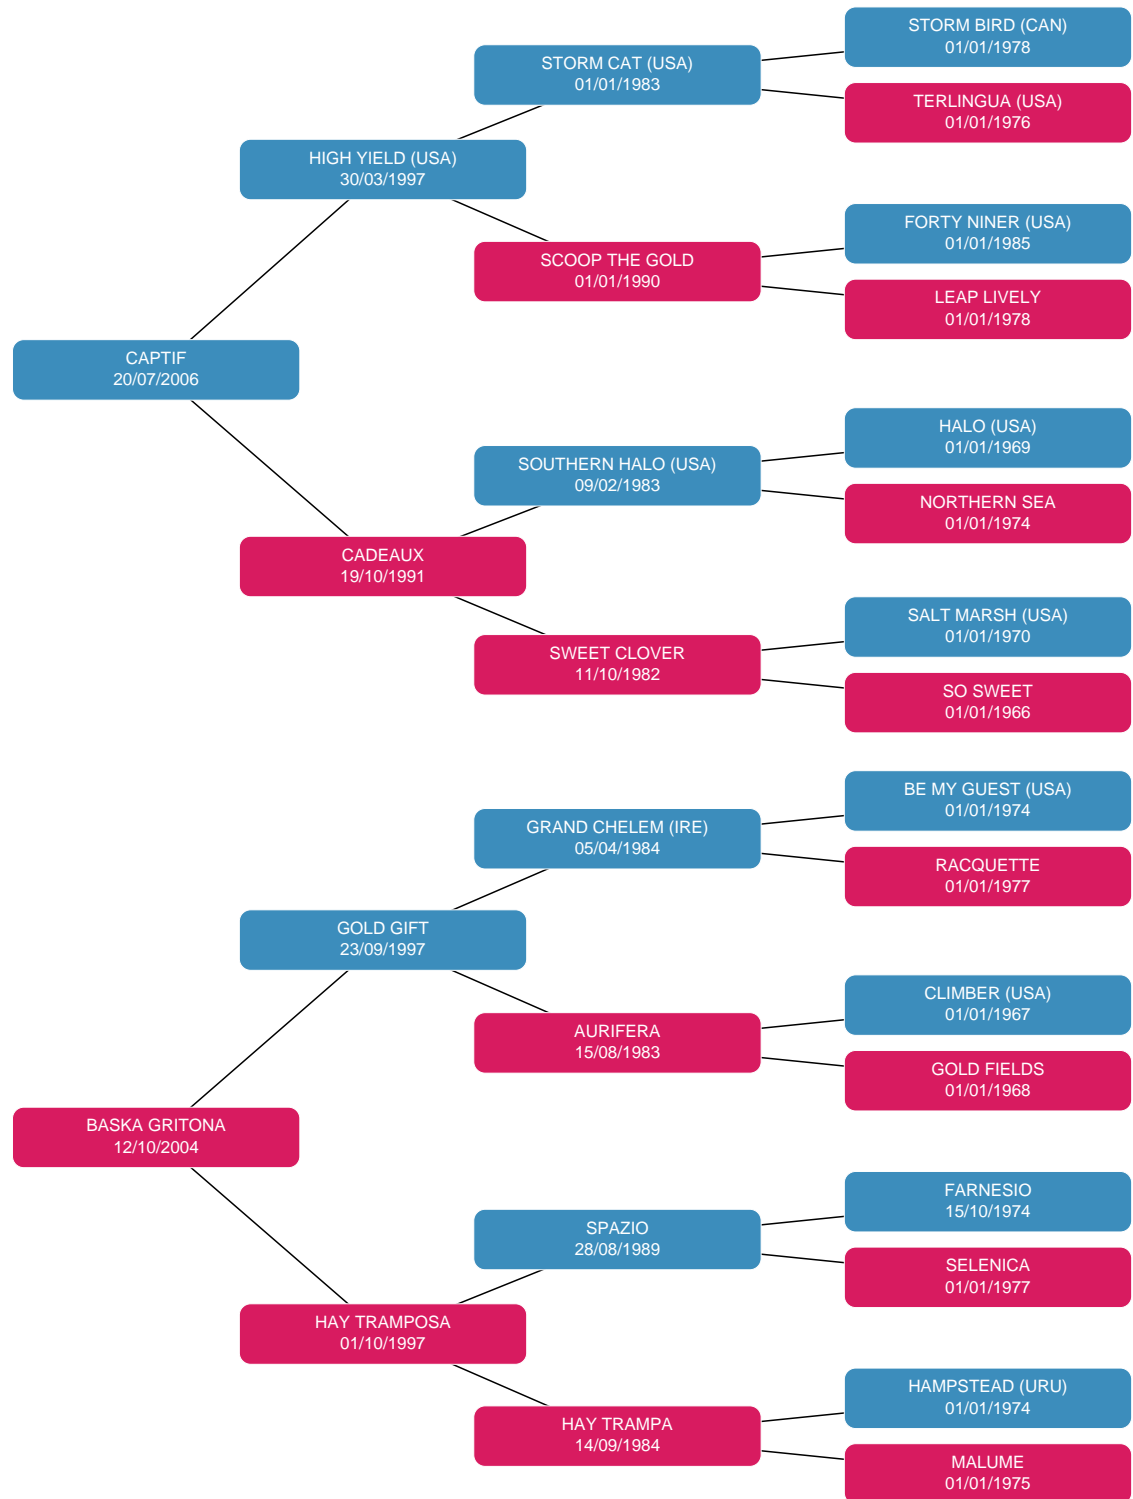 STORM BIRD (CAN)
01/01/1978
STORM CAT (USA)
01/01/1983
TERLINGUA (USA)
01/01/1976
HIGH YIELD (USA)
30/03/1997
FORTY NINER (USA)
01/01/1985
SCOOP THE GOLD
01/01/1990
LEAP LIVELY
01/01/1978
CAPTIF
20/07/2006
HALO (USA)
01/01/1969
SOUTHERN HALO (USA)
09/02/1983
NORTHERN SEA
01/01/1974
CADEAUX
19/10/1991
SALT MARSH (USA)
01/01/1970
SWEET CLOVER
11/10/1982
SO SWEET
01/01/1966
BE MY GUEST (USA)
01/01/1974
GRAND CHELEM (IRE)
05/04/1984
RACQUETTE
01/01/1977
GOLD GIFT
23/09/1997
CLIMBER (USA)
01/01/1967
AURIFERA
15/08/1983
GOLD FIELDS
01/01/1968
BASKA GRITONA
12/10/2004
FARNESIO
15/10/1974
SPAZIO
28/08/1989
SELENICA
01/01/1977
HAY TRAMPOSA
01/10/1997
HAMPSTEAD (URU)
01/01/1974
HAY TRAMPA
14/09/1984
MALUME
01/01/1975